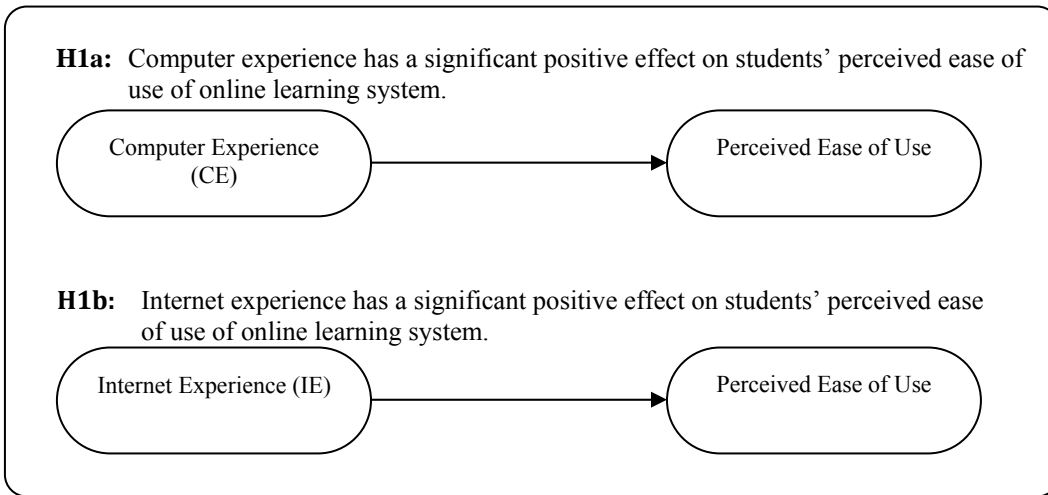 H1a: Computer experience has a significant positive effect on students’ perceived ease of
use of online learning system.
Computer Experience
(CE)
Perceived Ease of Use
H1b: Internet experience has a significant positive effect on students’ perceived ease
of use of online learning system.
Internet Experience (IE)
Perceived Ease of Use